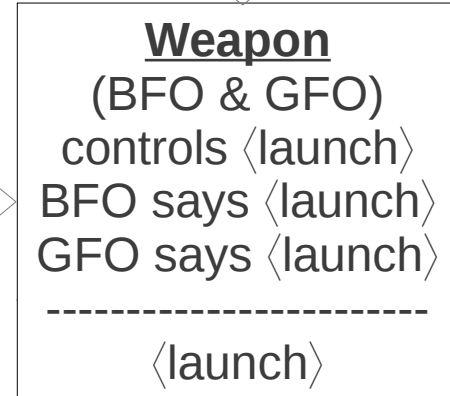 Weapon
(BFO & GFO)
controls ⟨launch⟩
BFO says ⟨launch⟩
GFO says ⟨launch⟩
------------------------
⟨launch⟩